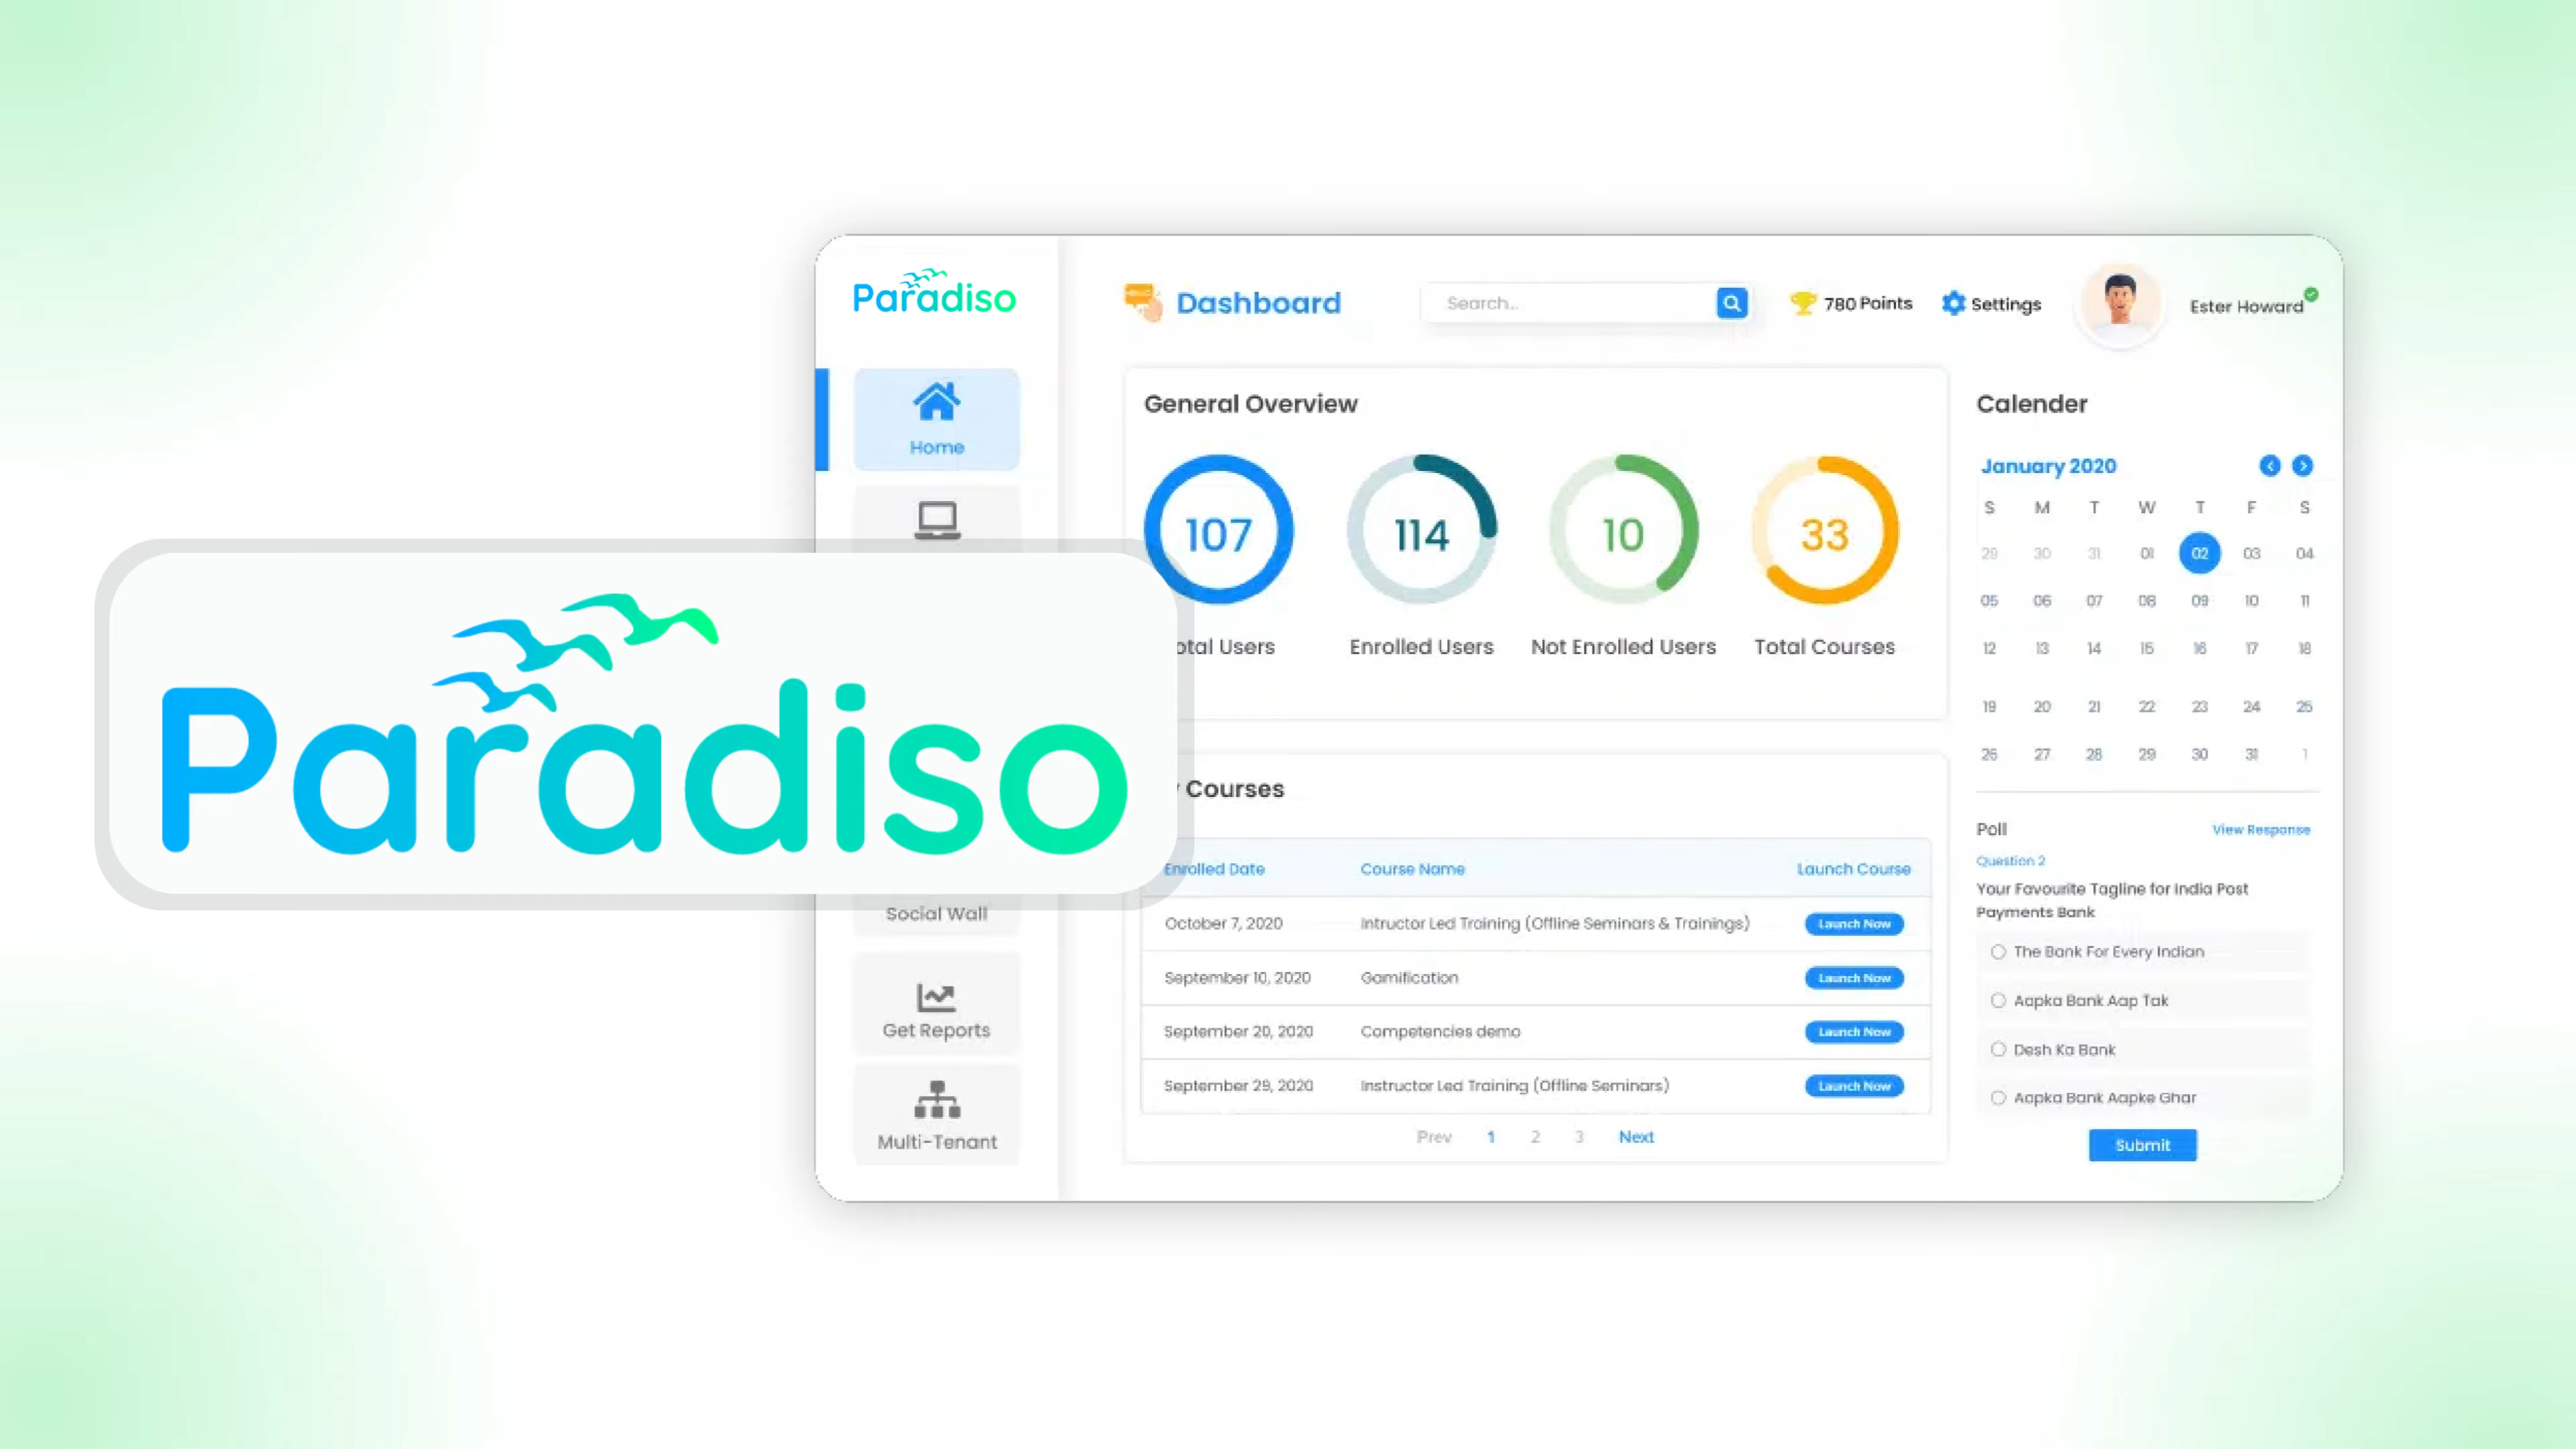 Paradiso
Dashboard
Search...
780 Points
Settings
Ester Howard
Home
Social Wall
Get Reports
Multi-Tenant
Paradiso
General Overview
107
114
10
33
otal Users
Enrolled Users
Not Enrolled Users
Total Courses
Courses
Enrolled Date Course Name Launch Course
October 7, 2020 Intructor Led Training (Offline Seminars & Trainings) Launch Now
September 10, 2020 Gamification Launch Now
September 20, 2020 Competencies demo Launch Now
September 29, 2020 Instructor Led Training (Offline Seminars) Launch Now
Prev 1 2 3 Next
Calender
January 2020
S M T W T F S
29 30 31 01 02 03 04
05 06 07 08 09 10 11
12 13 14 15 16 17 18
19 20 21 22 23 24 25
26 27 28 29 30 31 1
Poll
View Response
Question 2
Your Favourite Tagline for India Post
Payments Bank
The Bank For Every Indian
Aapka Bank Aap Tak
Desh Ka Bank
Aapka Bank Aapke Ghar
Submit